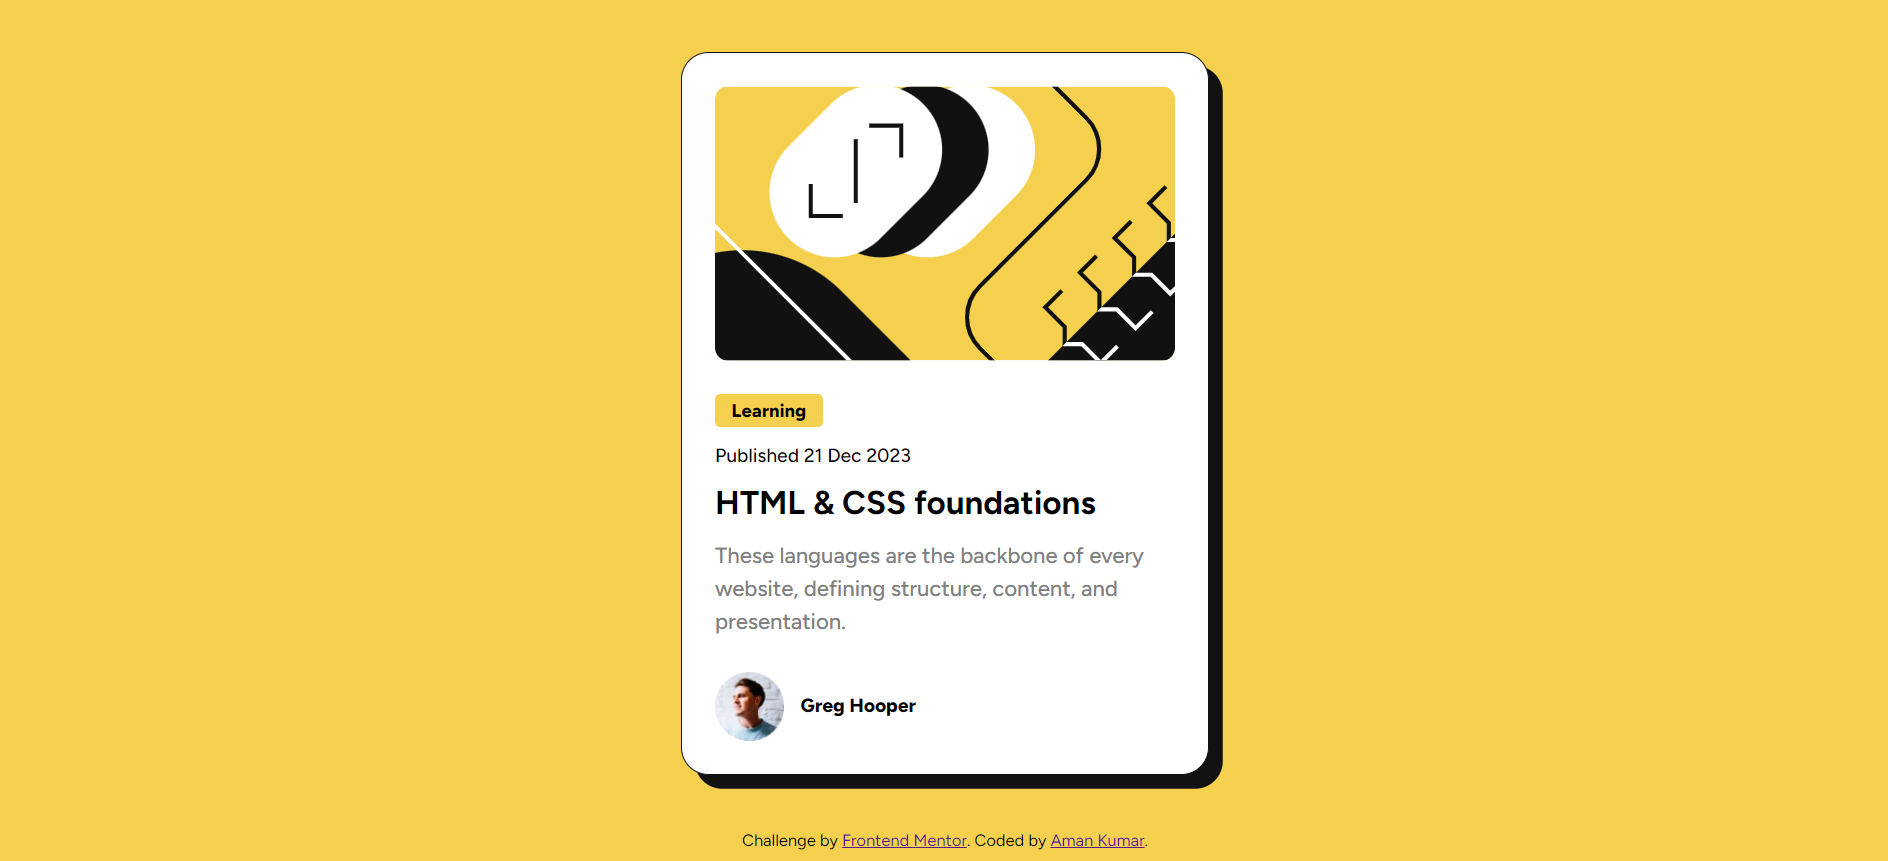 Learning
Published 21 Dec 2023
HTML & CSS foundations
These languages are the backbone of every
website, defining structure, content, and
presentation.
Greg Hooper
Challenge by Frontend Mentor. Coded by Aman Kumar.